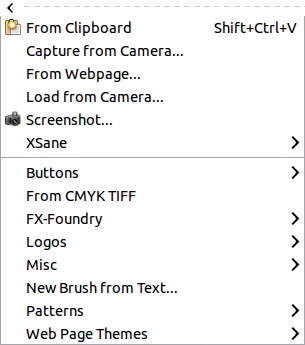 From Clipboard Shift+Ctrl+V
Capture from Camera...
From Webpage...
Load from Camera...
Screenshot...
XSane
Buttons
From CMYK TIFF
FX-Foundry
Logos
Misc
New Brush from Text...
Patterns
Web Page Themes